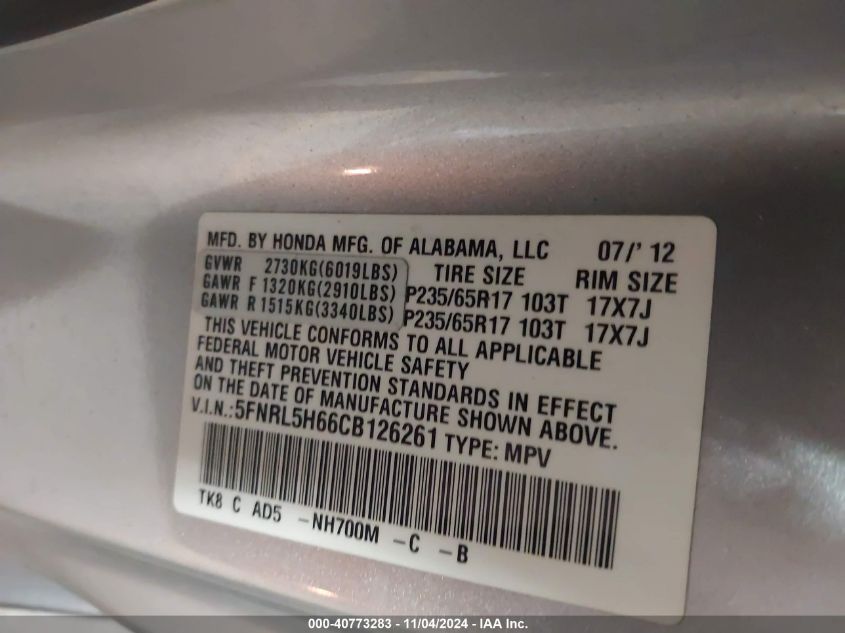 MFD. BY HONDA MFG. OF ALABAMA, LLC 07/' 12
GVWR 2730KG(6019LBS) TIRE SIZE RIM SIZE
GAWR F 1320KG(2910LBS) P235/65R17 103T 17X7J
GAWR R 1515KG(3340LBS) P235/65R17 103T 17X7J
THIS VEHICLE CONFORMS TO ALL APPLICABLE
FEDERAL MOTOR VEHICLE SAFETY
AND THEFT PREVENTION STANDARDS IN EFFECT
ON THE DATE OF MANUFACTURE SHOWN ABOVE.
V.I.N.:5FNRL5H66CB126261 TYPE: MPV
TK8 C AD5 -NH700M -C -B
000-40773283 - 11/04/2024 - IAA Inc.